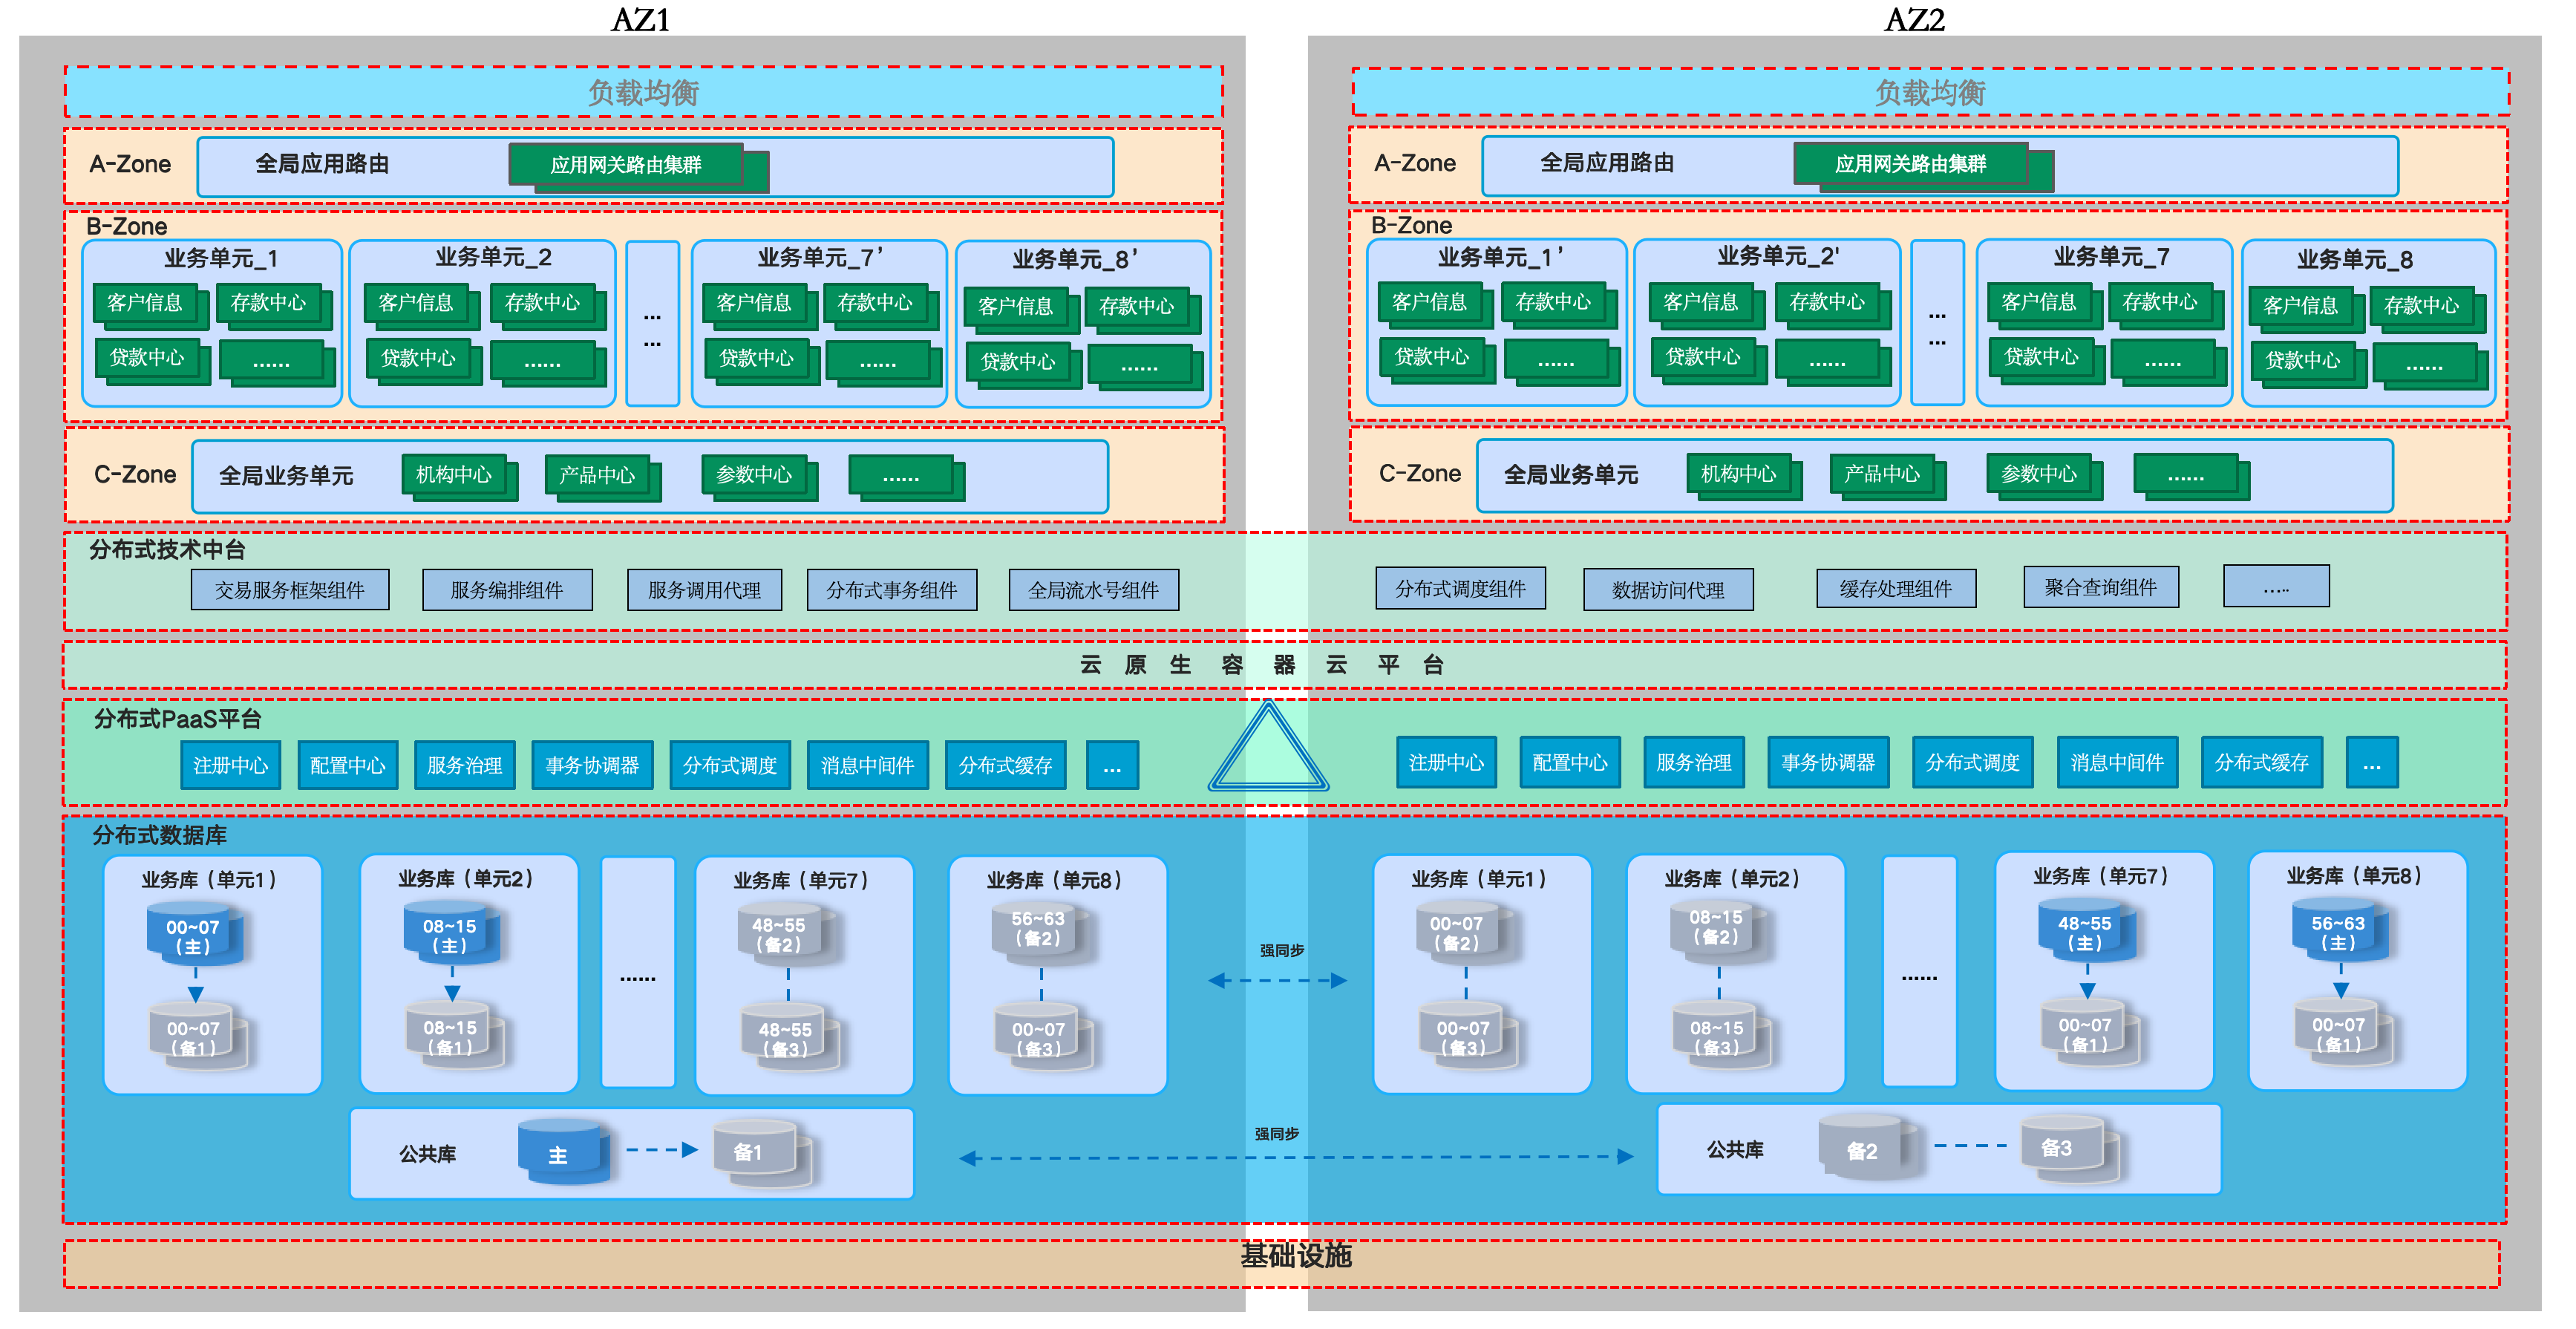 AZ1
AZ2
负载均衡
负载均衡
A-Zone
全局应用路由
应用网关路由集群
A-Zone
全局应用路由
应用网关路由集群
B-Zone
业务单元_1
客户信息
存款中心
贷款中心
......
业务单元_2
客户信息
存款中心
贷款中心
......
...
...
业务单元_7’
客户信息
存款中心
贷款中心
......
业务单元_8’
客户信息
存款中心
贷款中心
......
B-Zone
业务单元_1’
客户信息
存款中心
贷款中心
......
业务单元_2'
客户信息
存款中心
贷款中心
......
...
...
业务单元_7
客户信息
存款中心
贷款中心
......
业务单元_8
客户信息
存款中心
贷款中心
......
C-Zone
全局业务单元
机构中心
产品中心
参数中心
......
C-Zone
全局业务单元
机构中心
产品中心
参数中心
......
分布式技术中台
交易服务框架组件
服务编排组件
服务调用代理
分布式事务组件
全局流水号组件
分布式调度组件
数据访问代理
缓存处理组件
聚合查询组件
.....
云 原 生 容 器 云 平 台
分布式PaaS平台
注册中心
配置中心
服务治理
事务协调器
分布式调度
消息中间件
分布式缓存
...
注册中心
配置中心
服务治理
事务协调器
分布式调度
消息中间件
分布式缓存
...
分布式数据库
业务库（单元1）
00~07
（主）
00~07
（备1）
业务库（单元2）
08~15
（主）
08~15
（备1）
......
业务库（单元7）
48~55
（备2）
48~55
（备3）
业务库（单元8）
56~63
（备2）
00~07
（备3）
强同步
业务库（单元1）
00~07
（备2）
00~07
（备3）
业务库（单元2）
08~15
（备2）
08~15
（备3）
......
业务库（单元7）
48~55
（主）
00~07
（备1）
业务库（单元8）
56~63
（主）
00~07
（备1）
公共库
主
备1
强同步
公共库
备2
备3
基础设施